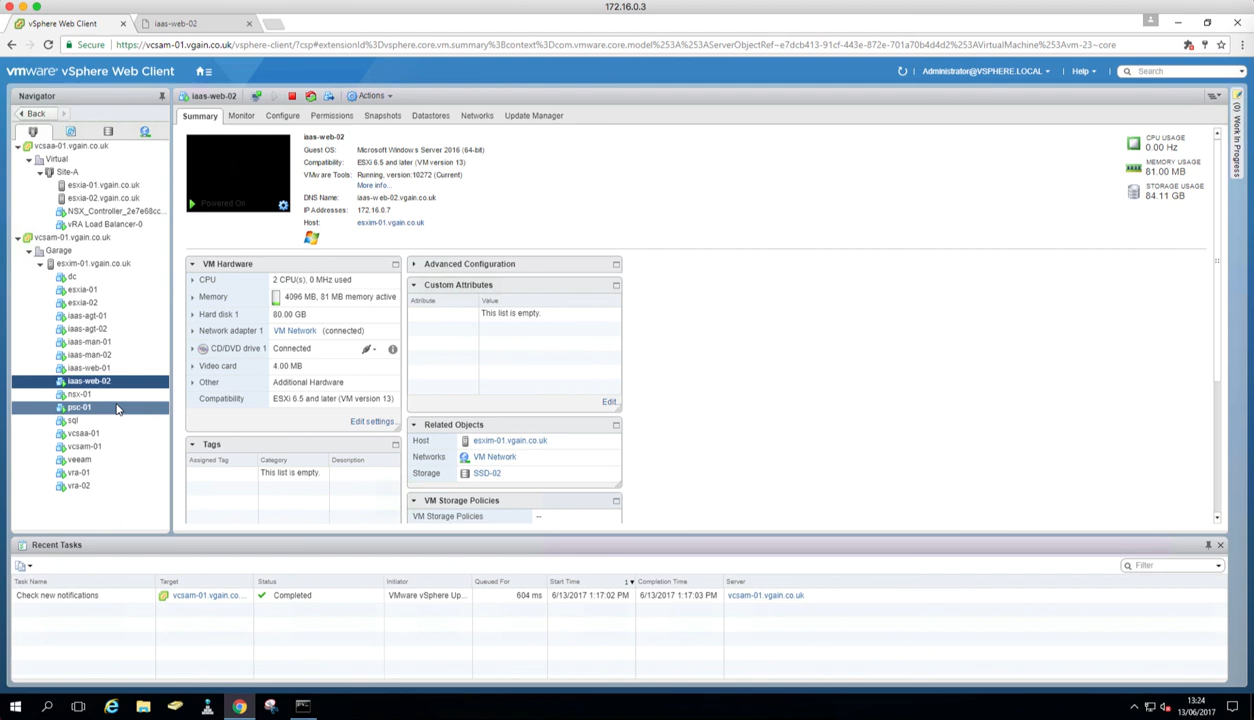 172.16.0.3
vSphere Web Client
iaas-web-02
Secure
https://vcsam-01.vgain.co.uk/vsphere-client/?csp#extensionId%3Dvsphere.core.vm.summary%3Bcontext%3Dcom.vmware.core.model%253A%253AServerObjectRef~e7dcb413-91cf-443e-872e-701a70b4d4d2%253AVirtualMachine%253Avm-23~core
vmware® vSphere Web Client
Administrator@VSPHERE.LOCAL
Help
Search
Navigator
Back
vcsaa-01.vgain.co.uk
Virtual
Site-A
esxia-01.vgain.co.uk
esxia-02.vgain.co.uk
NSX_Controller_2e7e68cc...
vRA Load Balancer-0
vcsam-01.vgain.co.uk
Garage
esxim-01.vgain.co.uk
dc
esxia-01
esxia-02
iaas-agt-01
iaas-agt-02
iaas-man-01
iaas-man-02
iaas-web-01
iaas-web-02
nsx-01
psc-01
sql
vcsaa-01
vcsam-01
veeam
vra-01
vra-02
iaas-web-02
Actions
Summary Monitor Configure Permissions Snapshots Datastores Networks Update Manager
Powered On
iaas-web-02
Guest OS: Microsoft Windows Server 2016 (64-bit)
Compatibility: ESXi 6.5 and later (VM version 13)
VMware Tools: Running, version:10272 (Current)
More info...
DNS Name: iaas-web-02.vgain.co.uk
IP Addresses: 172.16.0.7
Host: esxim-01.vgain.co.uk
CPU USAGE
0.00 Hz
MEMORY USAGE
81.00 MB
STORAGE USAGE
84.11 GB
(0) Work In Progress
VM Hardware
CPU 2 CPU(s), 0 MHz used
Memory 4096 MB, 81 MB memory active
Hard disk 1 80.00 GB
Network adapter 1 VM Network (connected)
CD/DVD drive 1 Connected
Video card 4.00 MB
Other Additional Hardware
Compatibility ESXi 6.5 and later (VM version 13)
Edit settings...
Tags
Assigned Tag Category Description
This list is empty.
Advanced Configuration
Custom Attributes
Attribute Value
This list is empty.
Edit...
Related Objects
Host esxim-01.vgain.co.uk
Networks VM Network
Storage SSD-02
VM Storage Policies
VM Storage Policies --
Recent Tasks
Filter
Task Name Target Status Initiator Queued For Start Time 1 Completion Time Server
Check new notifications vcsam-01.vgain.co.... Completed VMware vSphere Up... 604 ms 6/13/2017 1:17:02 PM 6/13/2017 1:17:03 PM vcsam-01.vgain.co.uk
13:24
13/06/2017